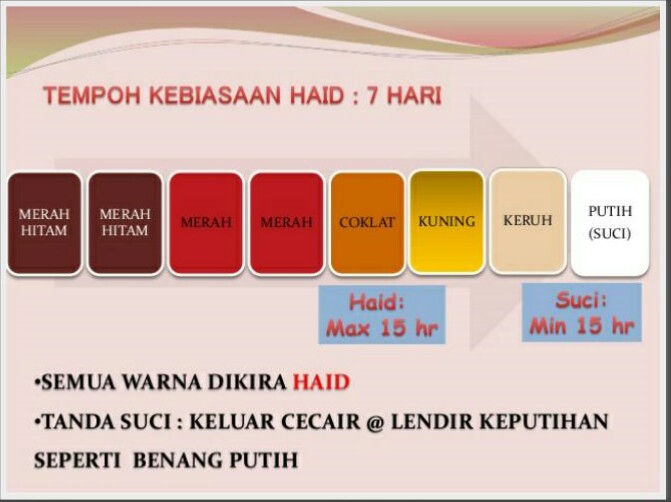 TEMPOH KEBIASAAN HAID : 7 HARI
MERAH
HITAM
MERAH
HITAM
MERAH
MERAH
COKLAT
KUNING
KERUH
PUTIH
(SUCI)
Haid:
Max 15 hr
Suci:
Min 15 hr
•SEMUA WARNA DIKIRA HAID
•TANDA SUCI : KELUAR CECAIR @ LENDIR KEPUTIHAN
SEPERTI BENANG PUTIH